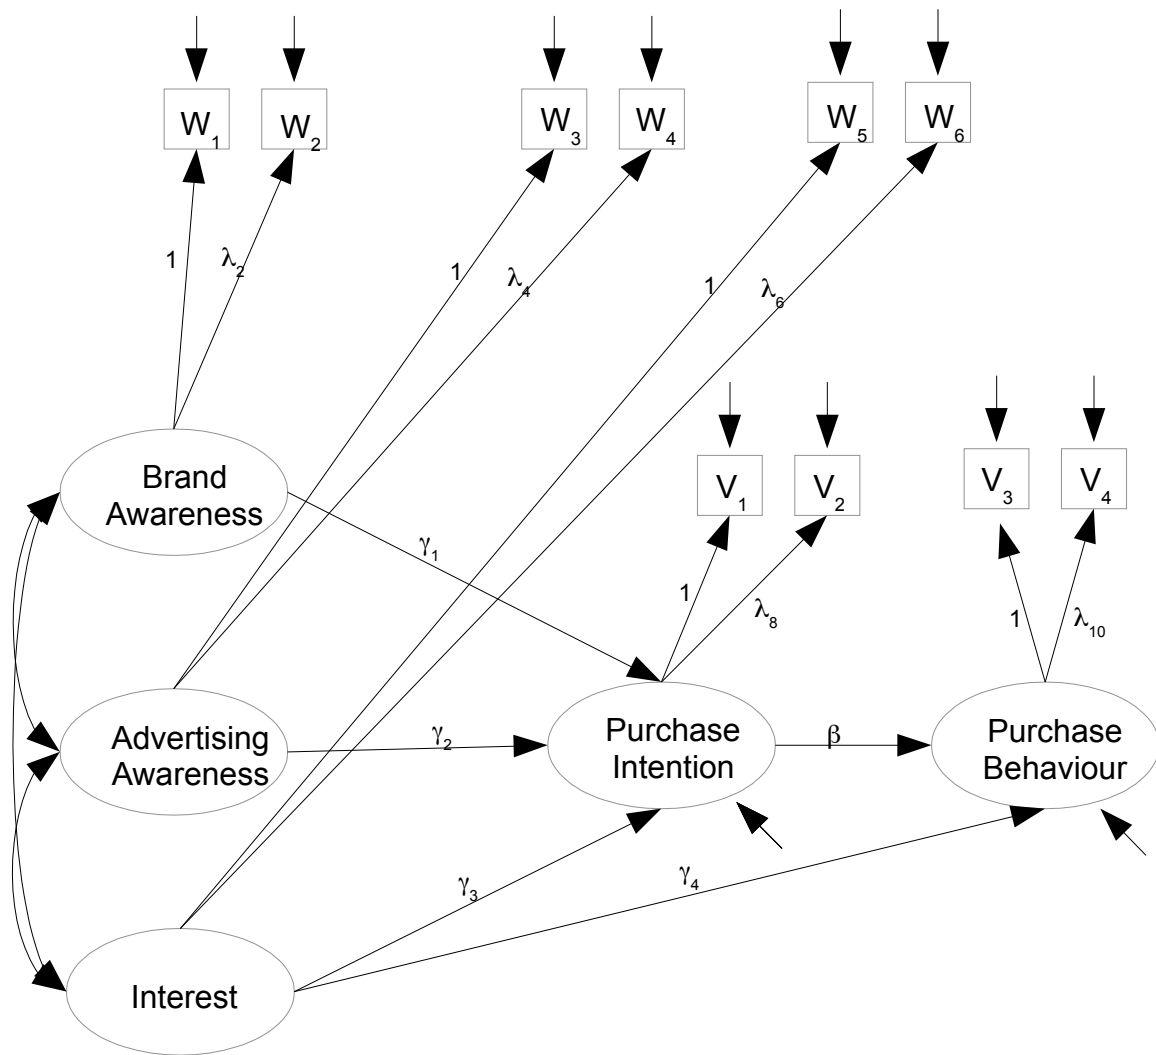 W₁ W₂ W₃ W₄ W₅ W₆
1 λ₂ 1 λ₄ 1 λ₆
V₁ V₂ V₃ V₄
Brand
Awareness
γ₁
1 λ₈ 1 λ₁₀
Advertising
Awareness
γ₂
Purchase
Intention
β
Purchase
Behaviour
γ₃ γ₄
Interest